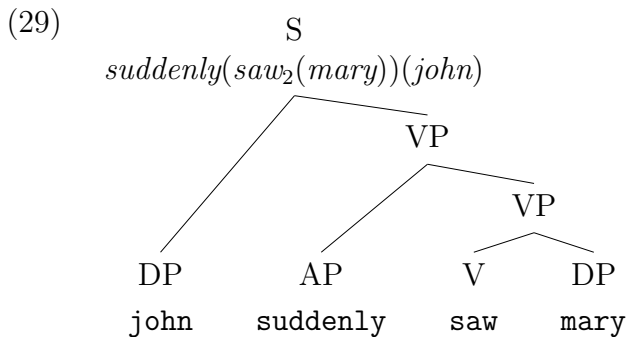 (29)
S
suddenly(saw₂(mary))(john)
VP
VP
DP AP V DP
john suddenly saw mary